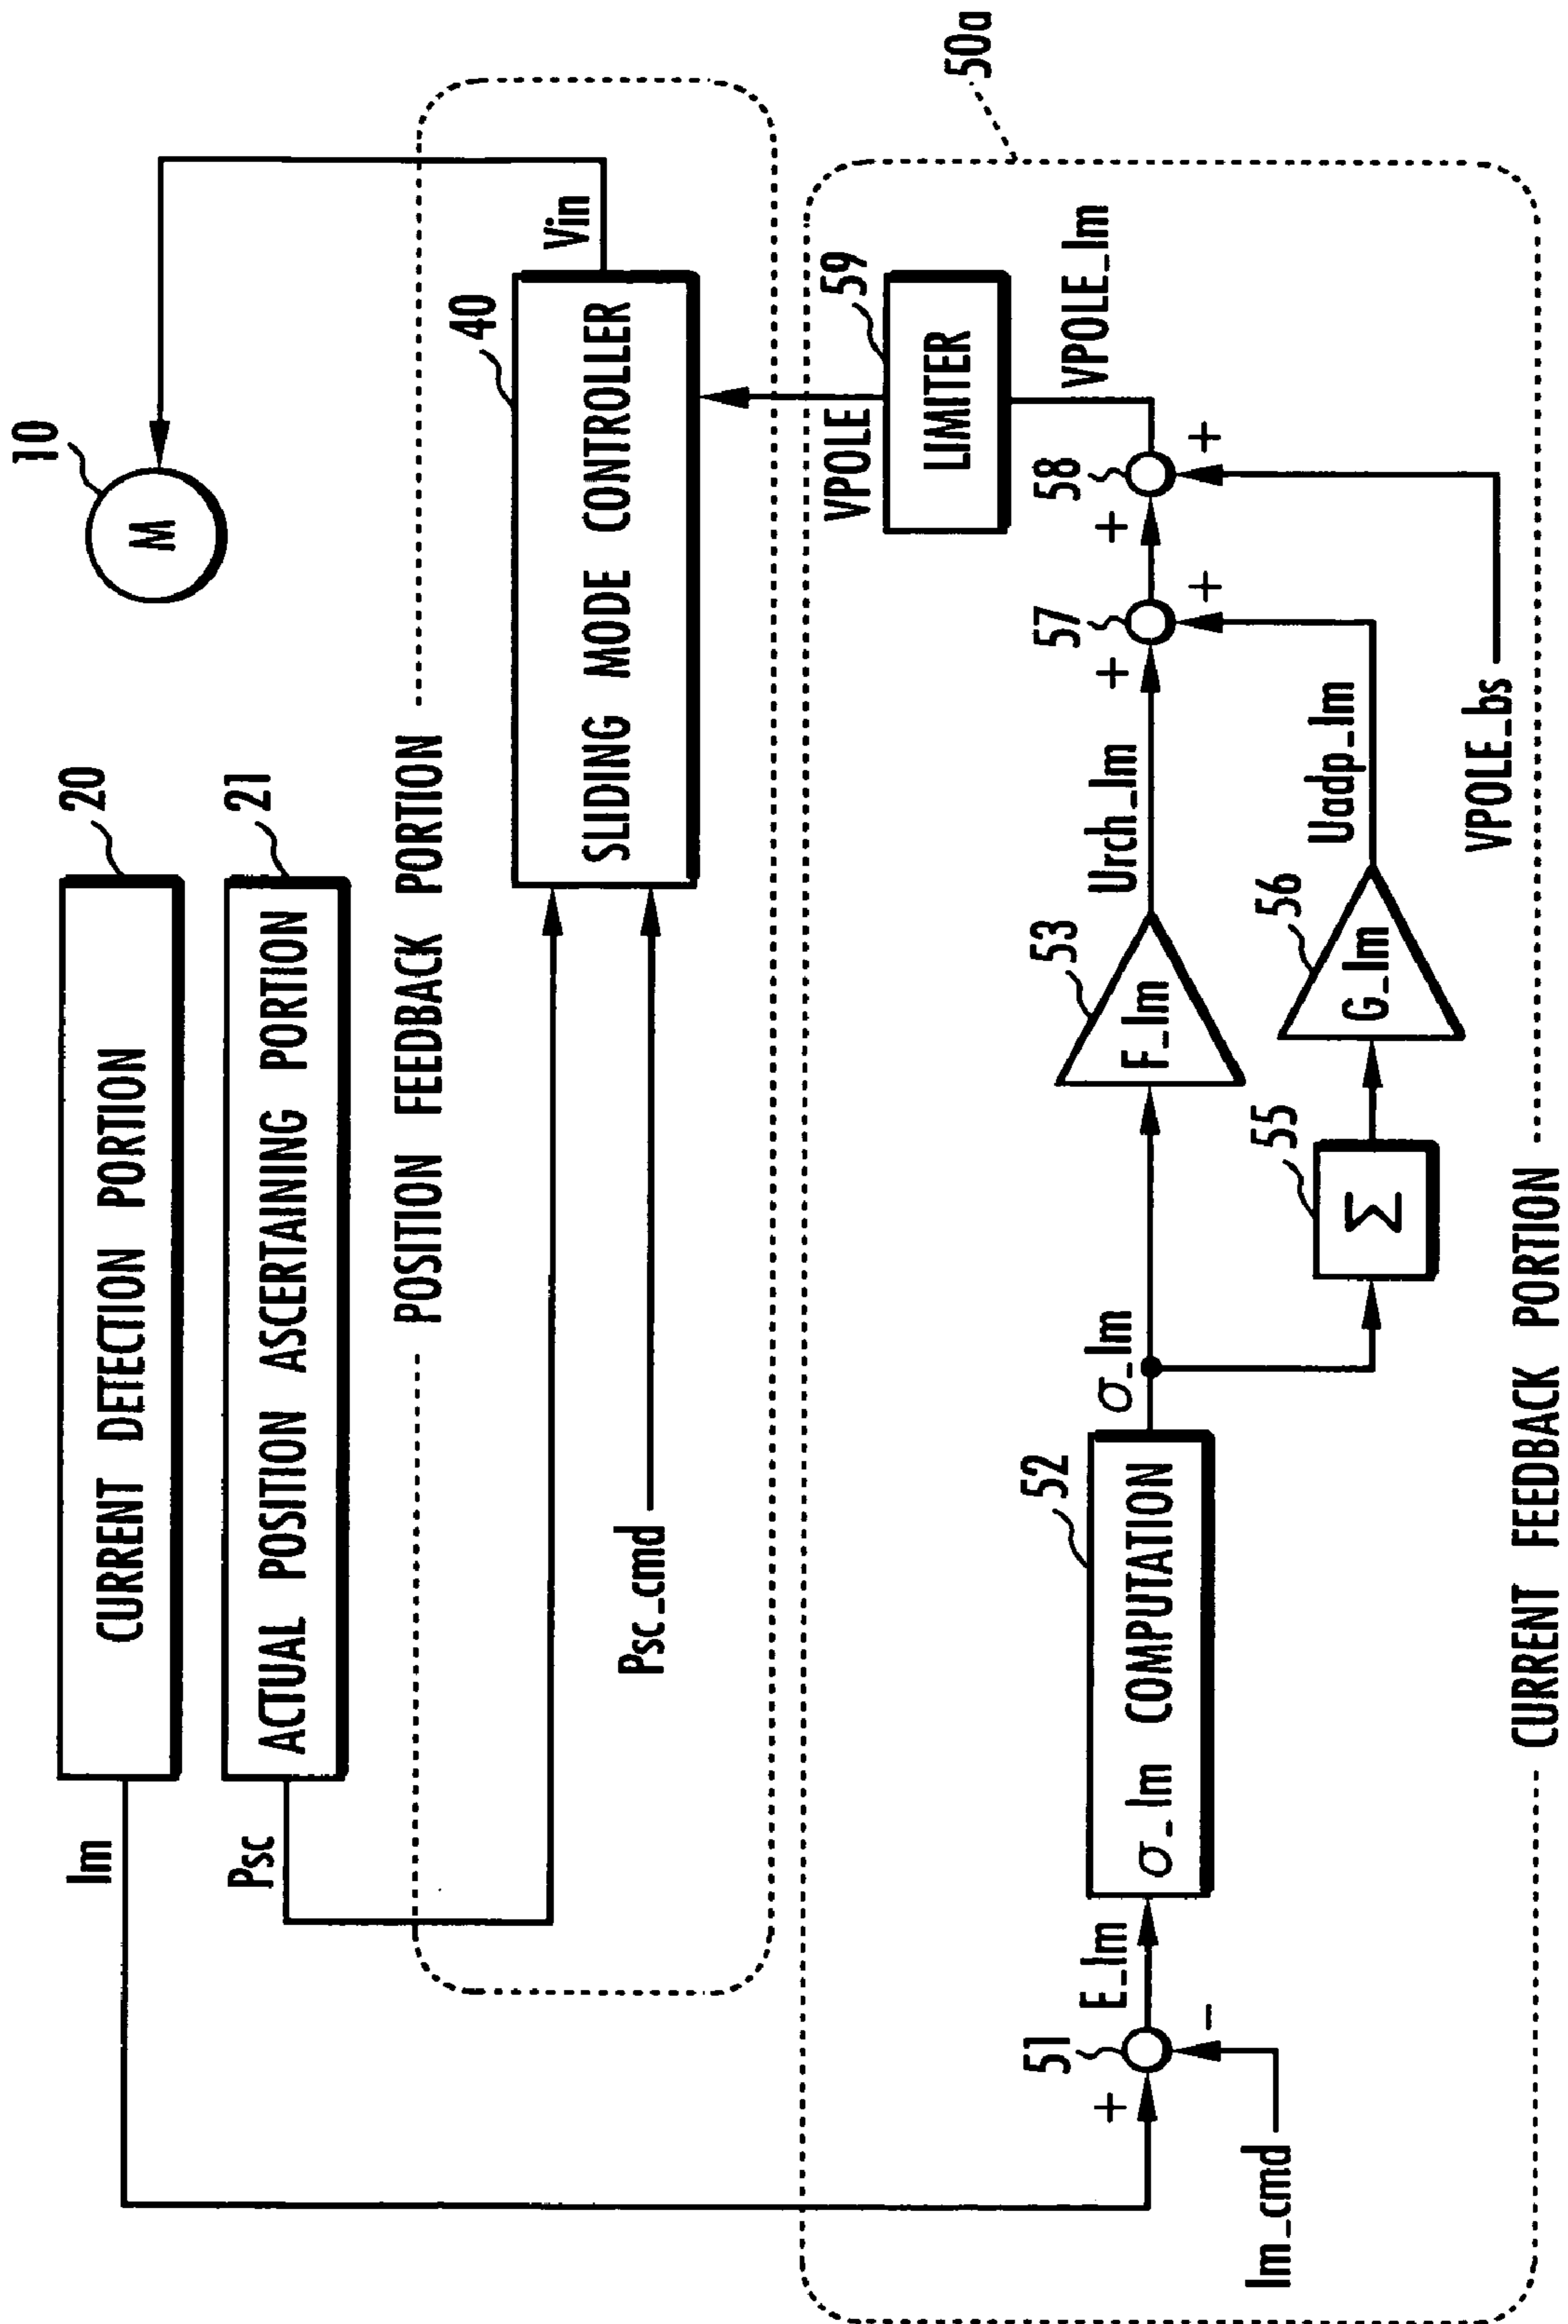 10
M
20
CURRENT DETECTION PORTION
Im
21
ACTUAL POSITION ASCERTAINING PORTION
Psc
POSITION FEEDBACK PORTION
40
SLIDING MODE CONTROLLER
Vin
Psc_cmd
50a
VPOLE
59
LIMITER
VPOLE_Im
51
+
-
E_Im
Im_cmd
52
σ_Im COMPUTATION
σ_Im
53
F_Im
Urch_Im
55
Σ
56
G_Im
Uadp_Im
57
+
+
58
+
+
VPOLE_bs
CURRENT FEEDBACK PORTION